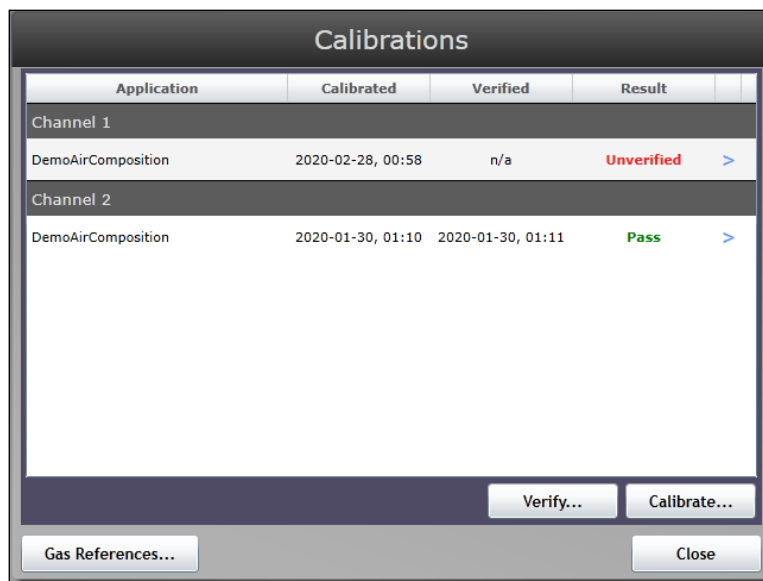 Calibrations
Application Calibrated Verified Result
Channel 1
DemoAirComposition 2020-02-28, 00:58 n/a Unverified >
Channel 2
DemoAirComposition 2020-01-30, 01:10 2020-01-30, 01:11 Pass >
Verify... Calibrate...
Gas References... Close